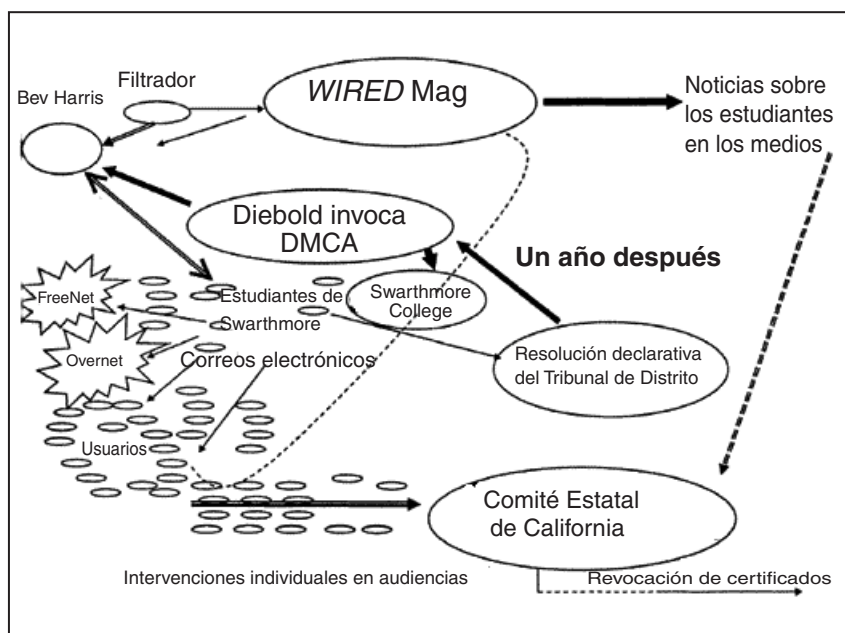 Filtrador
Bev Harris
WIRED Mag
Noticias sobre
los estudiantes
en los medios
Diebold invoca
DMCA
Un año después
FreeNet
Estudiantes de
Swarthmore
Swarthmore
College
Overnet
Correos electrónicos
Resolución declarativa
del Tribunal de Distrito
Usuarios
Comité Estatal
de California
Intervenciones individuales en audiencias
Revocación de certificados